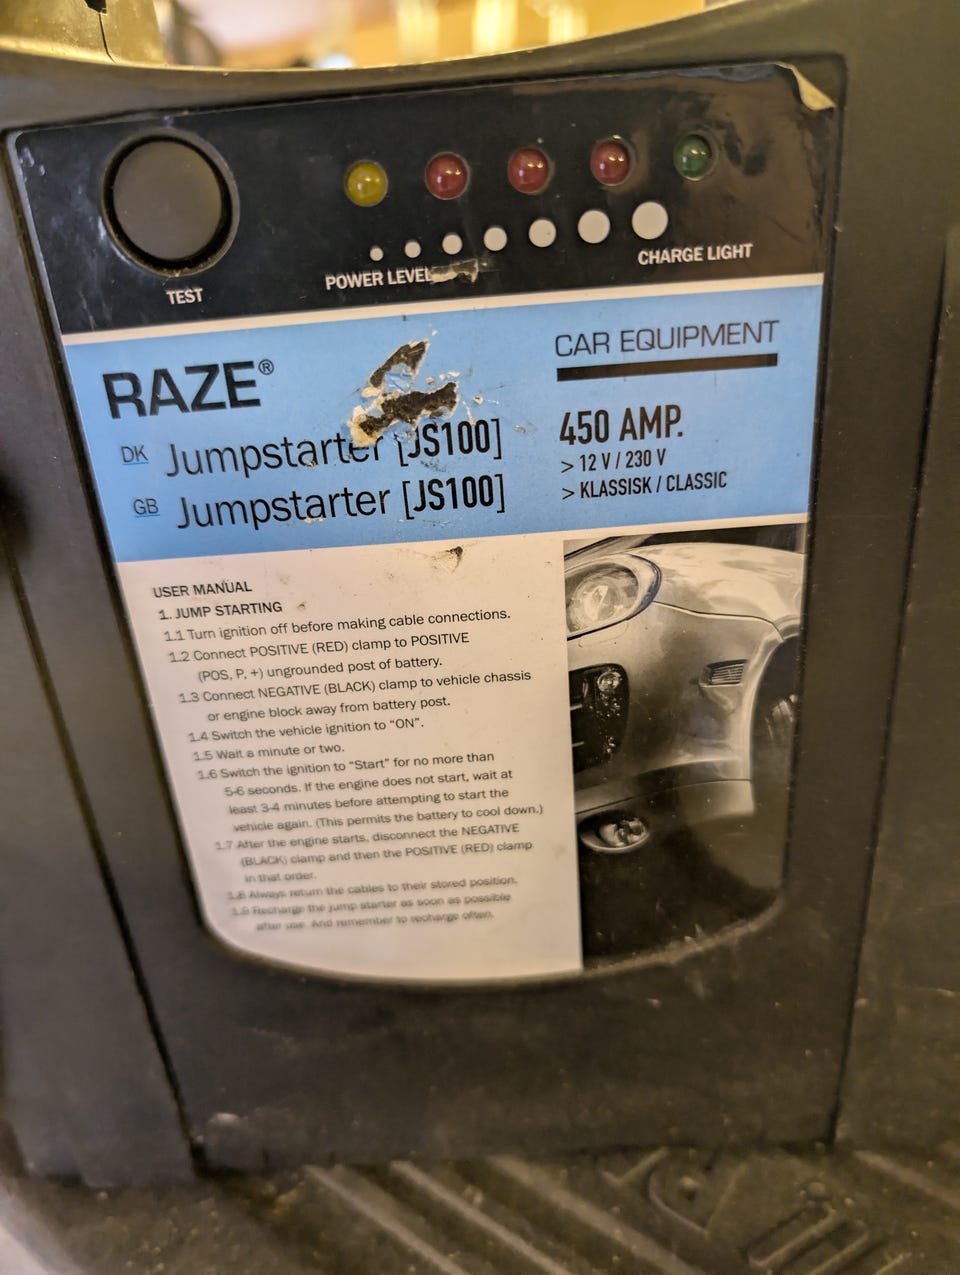 TEST
POWER LEVEL
CHARGE LIGHT
RAZE®
CAR EQUIPMENT
DK Jumpstarter [JS100]
GB Jumpstarter [JS100]
450 AMP.
> 12 V / 230 V
> KLASSISK / CLASSIC
USER MANUAL
1. JUMP STARTING
1.1 Turn ignition off before making cable connections.
1.2 Connect POSITIVE (RED) clamp to POSITIVE
(POS, P, +) ungrounded post of battery.
1.3 Connect NEGATIVE (BLACK) clamp to vehicle chassis
or engine block away from battery post.
1.4 Switch the vehicle ignition to “ON”.
1.5 Wait a minute or two.
1.6 Switch the ignition to “Start” for no more than
5-6 seconds. If the engine does not start, wait at
least 3-4 minutes before attempting to start the
vehicle again. (This permits the battery to cool down.)
1.7 After the engine starts, disconnect the NEGATIVE
(BLACK) clamp and then the POSITIVE (RED) clamp
in that order.
1.8 Always return the cables to their stored position.
1.9 Recharge the jump starter as soon as possible
after use. And remember to recharge often.